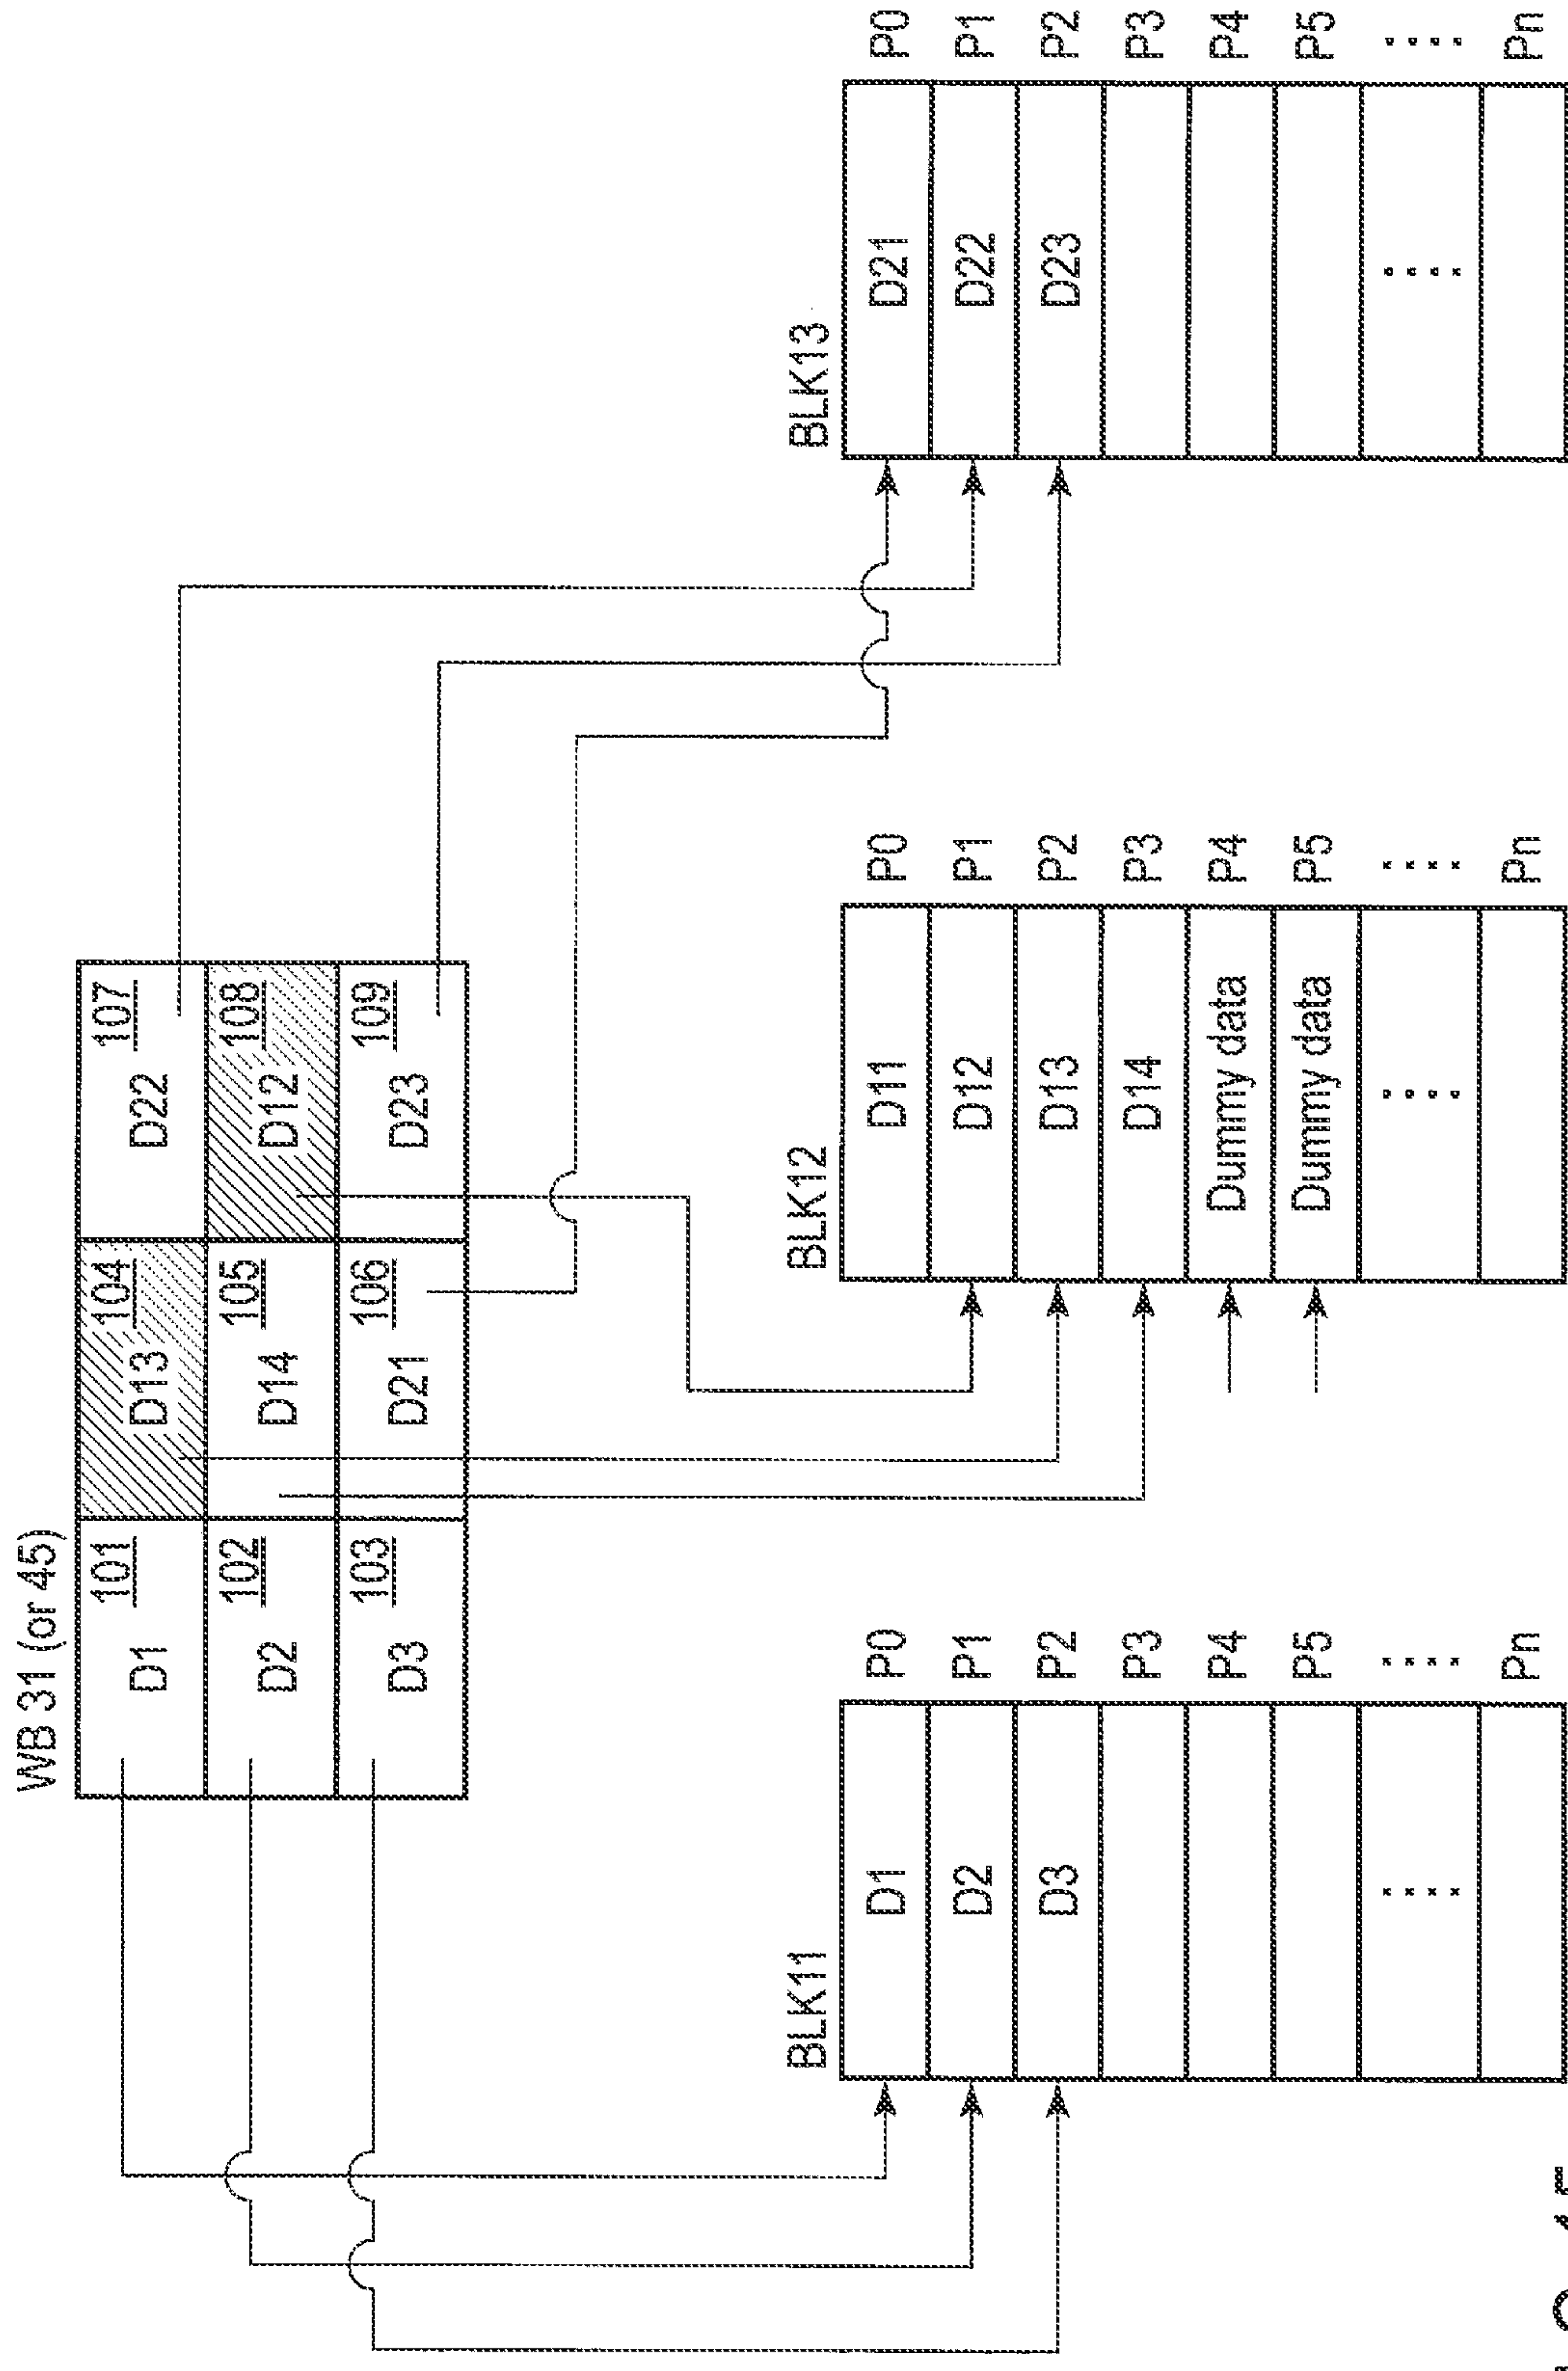 WB 31 (or 45)
D1 101
D13 104
D22 107
D2 102
D14 105
D12 108
D3 103
D21 106
D23 109
BLK11
D1 P0
D2 P1
D3 P2
P3
P4
P5
....  ....
Pn
BLK12
D11 P0
D12 P1
D13 P2
D14 P3
Dummy data P4
Dummy data P5
....  ....
Pn
BLK13
D21 P0
D22 P1
D23 P2
P3
P4
P5
....  ....
Pn